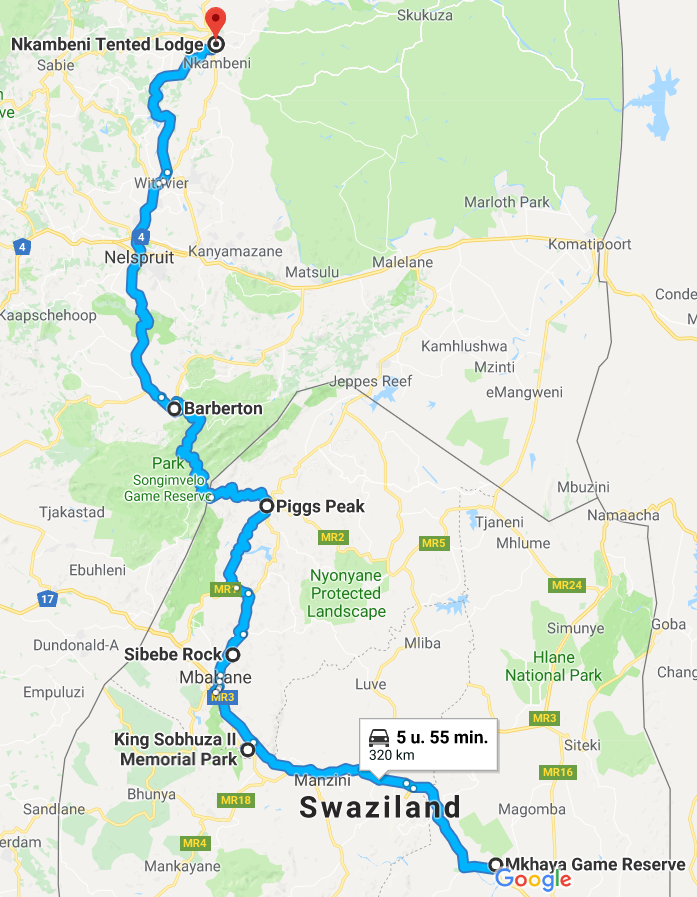 Skukuza
Nkambeni Tented Lodge
Sabie
Nkambeni
ve
Marloth Park
4
4
Nelspruit
Kanyamazane
Komatipoort
Malelane
Matsulu
Conde
Kaapschehoop
Kamhlushwa
Mzinti
Jeppes Reef
eMangweni
Barberton
Park
Songimvelo
Game Reserve
Mbuzini
Piggs Peak
Tjakastad
Tjaneni
Namaacha
MR2
MR5
Mhlume
Ebuhleni
Nyonyane
Protected
Landscape
MR24
17
Simunye
Goba
Dundonald-A
Mliba
Sibebe Rock
Hlane
National Park
Chang
Mbabane
Empuluzi
Luve
MR3
MR3
5 u. 55 min.
320 km
King Sobhuza II
Memorial Park
Siteki
Manzini
MR16
Bhunya
MR18
Swaziland
Sandlane
Magomba
MR4
erdam
Mankayane
Mkhaya Game Reserve
Google